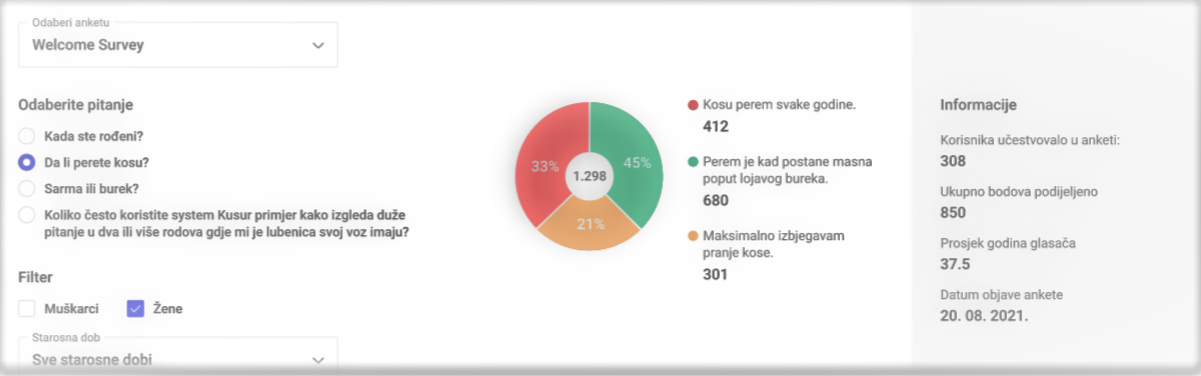 Odaberi anketu
Welcome Survey
Odaberite pitanje
Kada ste rođeni?
Da li perete kosu?
Sarma ili burek?
Koliko često koristite system Kusur primjer kako izgleda duže
pitanje u dva ili više rodova gdje mi je lubenica svoj voz imaju?
Filter
Muškarci
Žene
Starosna dob
Sve starosne dobi
33%
45%
1.298
21%
Kosu perem svake godine.
412
Perem je kad postane masna
poput lojavog bureka.
680
Maksimalno izbjegavam
pranje kose.
301
Informacije
Korisnika učestvovalo u anketi:
308
Ukupno bodova podijeljeno
850
Prosjek godina glasača
37.5
Datum objave ankete
20. 08. 2021.